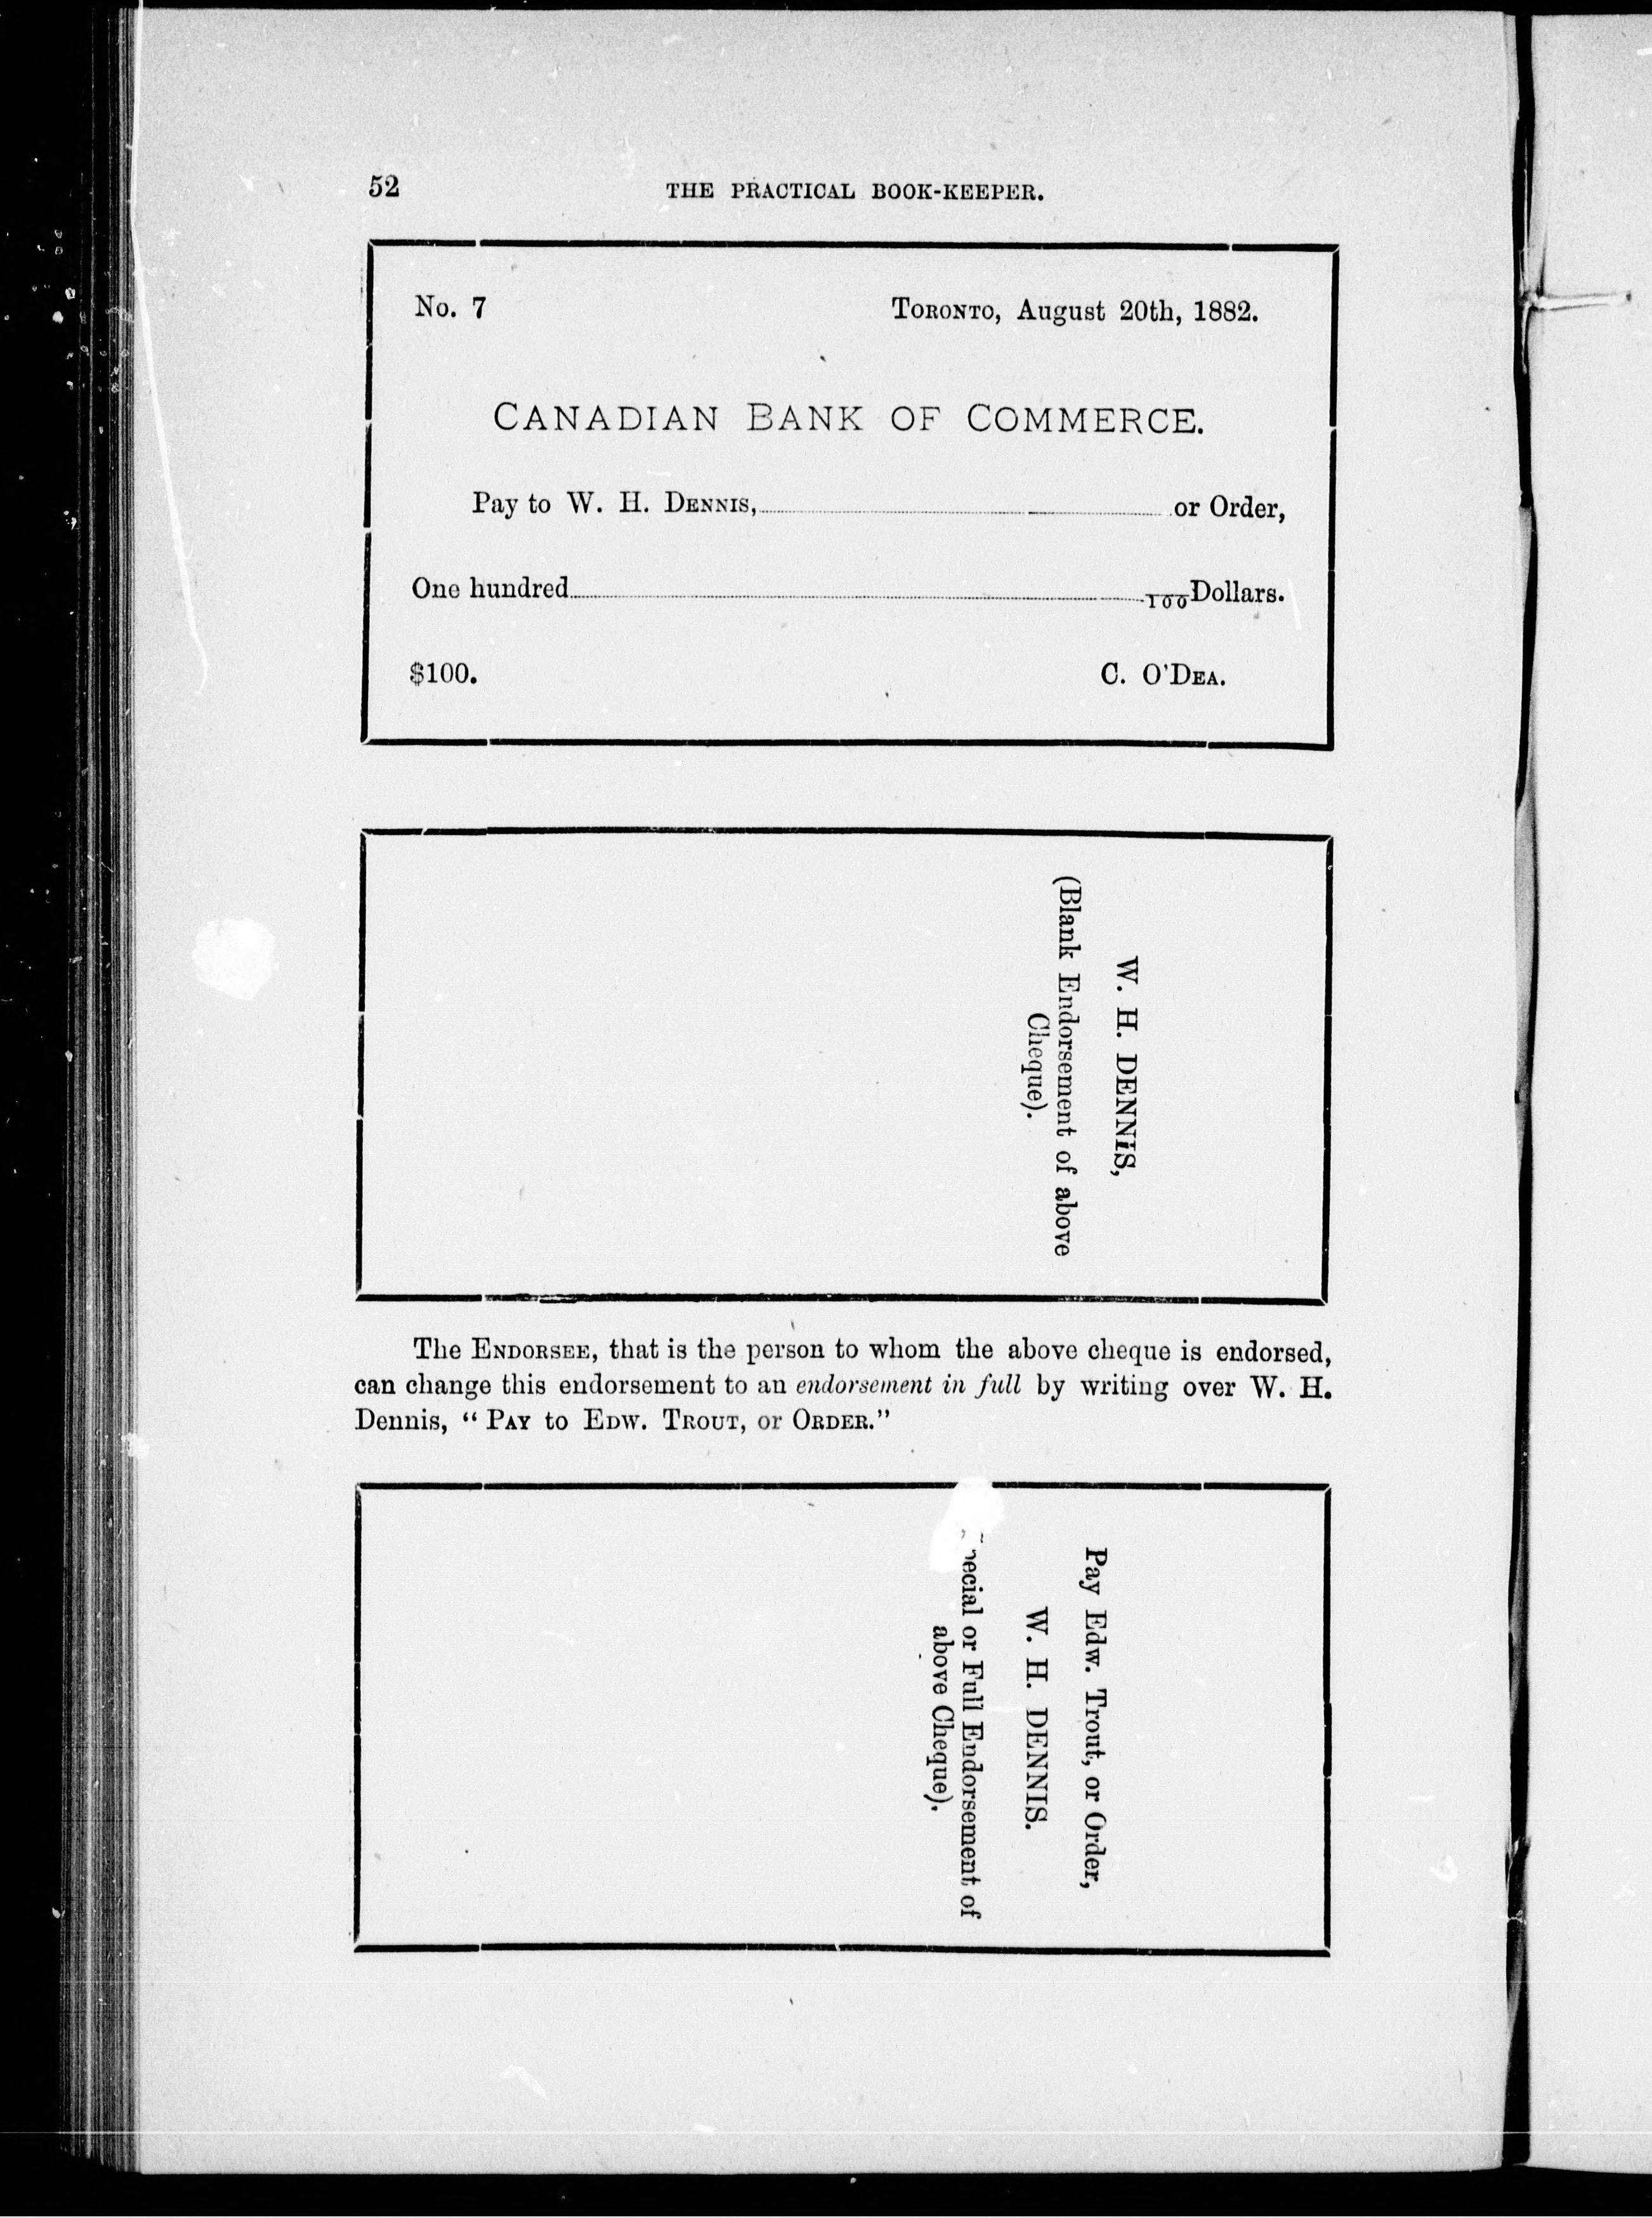 52 THE PRACTICAL BOOK-KEEPER.
No. 7 TORONTO, August 20th, 1882.
CANADIAN BANK OF COMMERCE.
Pay to W. H. DENNIS, or Order,
One hundred 100 Dollars.
$100. C. O'DEA.
W. H. DENNIS,
(Blank Endorsement of above
Cheque).
The ENDORSEE, that is the person to whom the above cheque is endorsed,
can change this endorsement to an endorsement in full by writing over W. H.
Dennis, “ PAY to EDW. TROUT, or ORDER.”
Pay Edw. Trout, or Order,
W. H. DENNIS.
or Full Endorsement of
above Cheque).